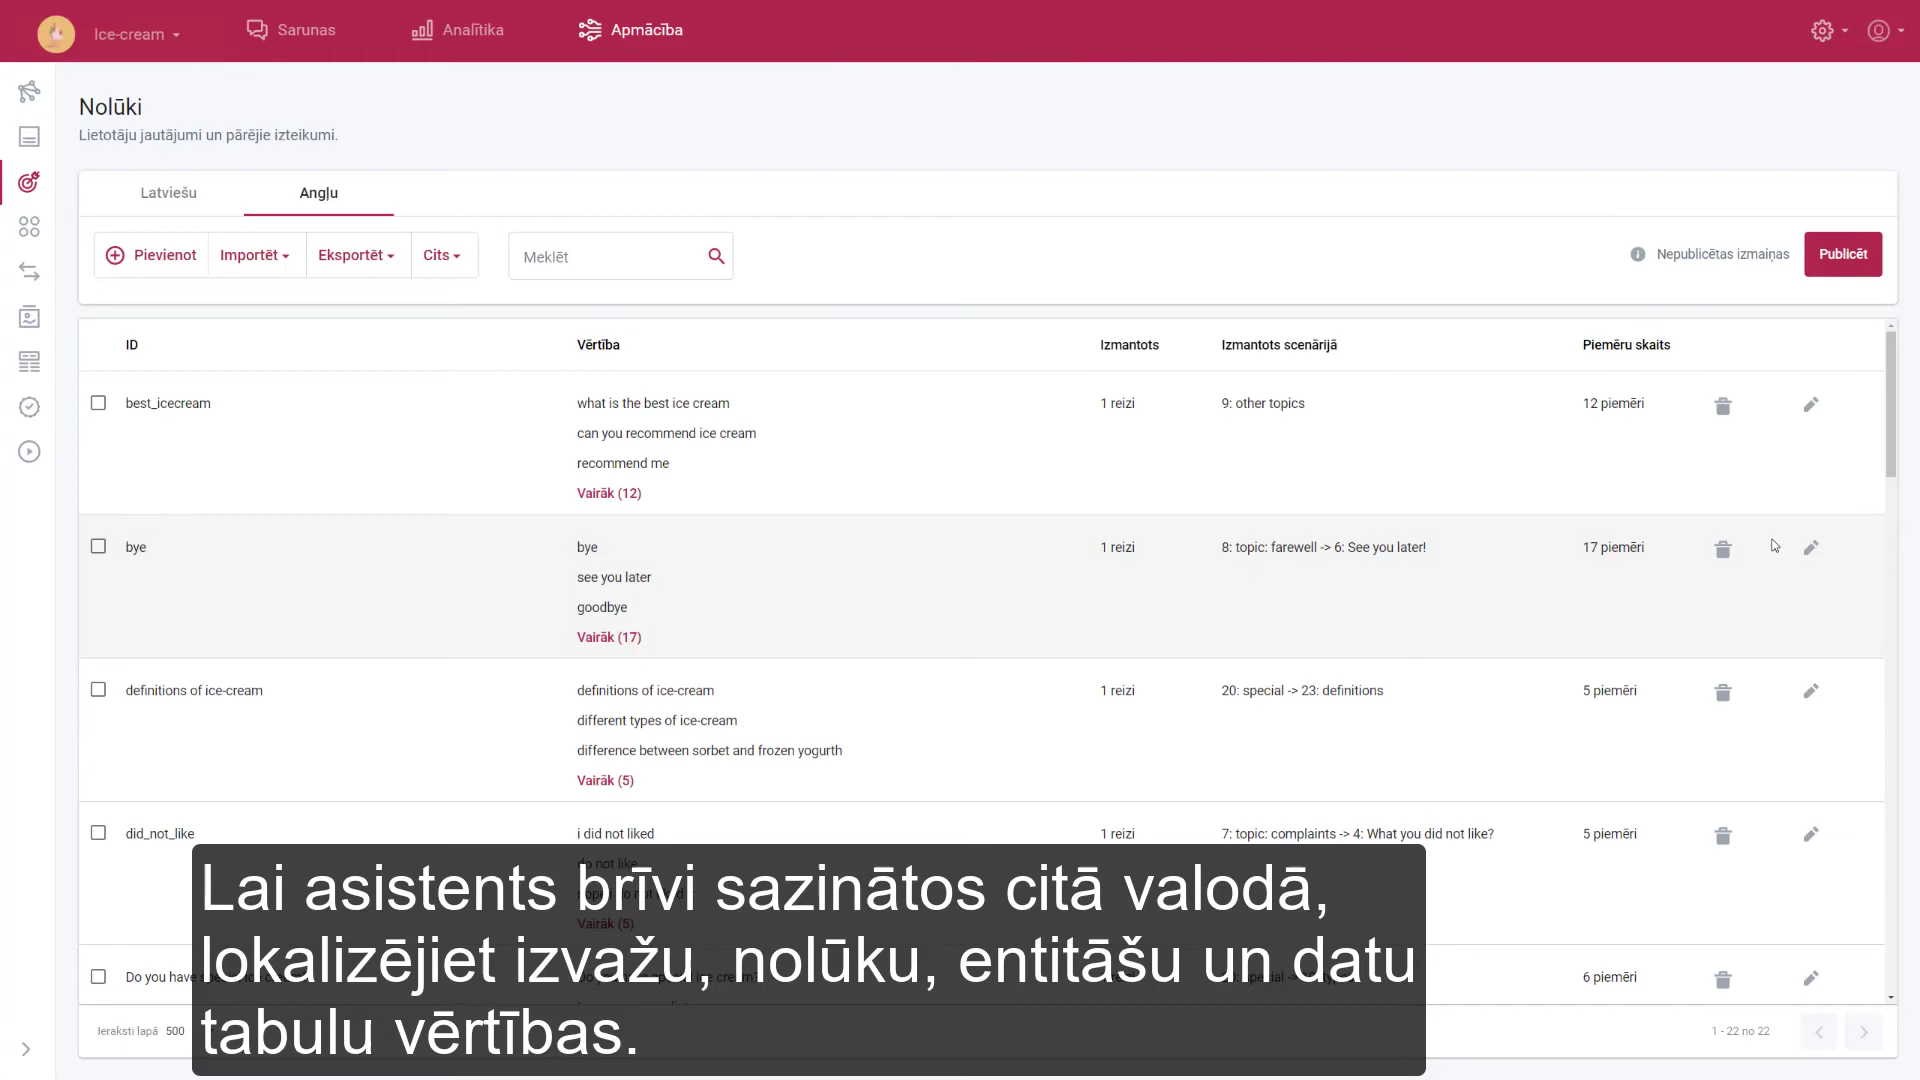 Ice-cream
Sarunas
Analītika
Apmācība
Nolūki
Lietotāju jautājumi un pārējie izteikumi.
Latviešu
Angļu
Pievienot
Importēt
Eksportēt
Cits
Meklēt
Nepublicētas izmaiņas
Publicēt
ID Vērtība Izmantots Izmantots scenārijā Piemēru skaits
best_icecream what is the best ice cream 1 reizi 9: other topics 12 piemēri
can you recommend ice cream
recommend me
Vairāk (12)
bye bye 1 reizi 8: topic: farewell -> 6: See you later! 17 piemēri
see you later
goodbye
Vairāk (17)
definitions of ice-cream definitions of ice-cream 1 reizi 20: special -> 23: definitions 5 piemēri
different types of ice-cream
difference between sorbet and frozen yogurth
Vairāk (5)
did_not_like i did not liked 1 reizi 7: topic: complaints -> 4: What you did not like? 5 piemēri
do not like
Vairāk (5)
Do you have 6 piemēri
Ieraksti lapā 500
1 - 22 no 22
Lai asistents brīvi sazinātos citā valodā,
lokalizējiet izvažu, nolūku, entitāšu un datu
tabulu vērtības.